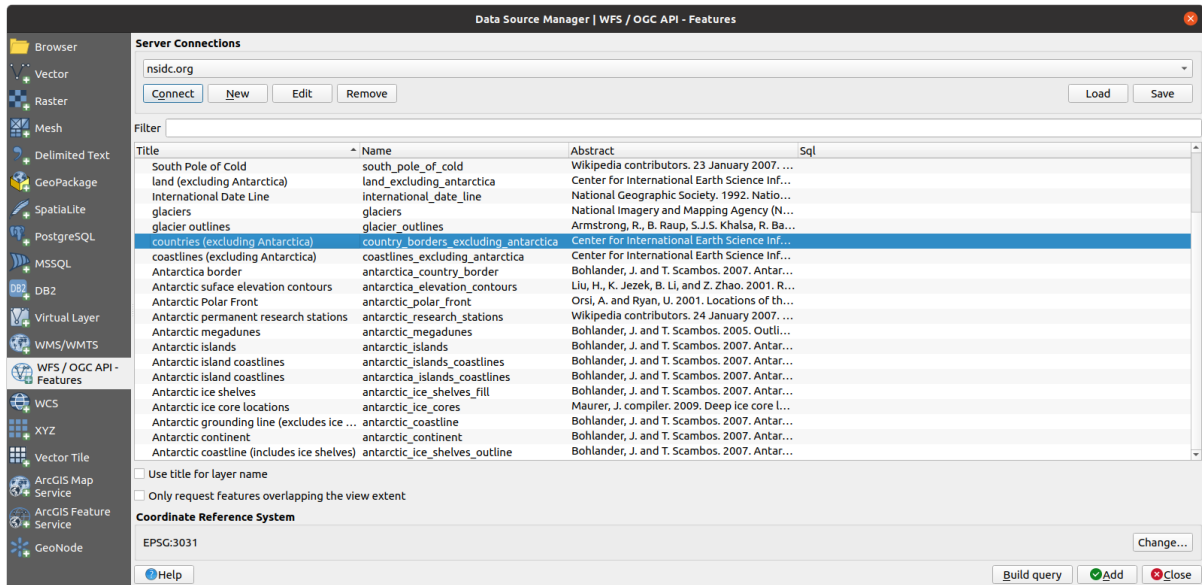 Data Source Manager | WFS / OGC API - Features
Browser
Vector
Raster
Mesh
Delimited Text
GeoPackage
SpatiaLite
PostgreSQL
MSSQL
DB2 DB2
Virtual Layer
WMS/WMTS
WFS / OGC API -
Features
WCS
XYZ
Vector Tile
ArcGIS Map
Service
ArcGIS Feature
Service
GeoNode
Server Connections
nsidc.org
Connect New Edit Remove Load Save
Filter
Title Name Abstract Sql
South Pole of Cold south_pole_of_cold Wikipedia contributors. 23 January 2007. ...
land (excluding Antarctica) land_excluding_antarctica Center for International Earth Science Inf...
International Date Line international_date_line National Geographic Society. 1992. Natio...
glaciers glaciers National Imagery and Mapping Agency (N...
glacier outlines glacier_outlines Armstrong, R., B. Raup, S.J.S. Khalsa, R. Ba...
countries (excluding Antarctica) country_borders_excluding_antarctica Center for International Earth Science Inf...
coastlines (excluding Antarctica) coastlines_excluding_antarctica Center for International Earth Science Inf...
Antarctica border antarctica_country_border Bohlander, J. and T. Scambos. 2007. Antar...
Antarctic suface elevation contours antarctica_elevation_contours Liu, H., K. Jezek, B. Li, and Z. Zhao. 2001. R...
Antarctic Polar Front antarctic_polar_front Orsi, A. and Ryan, U. 2001. Locations of th...
Antarctic permanent research stations antarctic_research_stations Wikipedia contributors. 24 January 2007. ...
Antarctic megadunes antarctic_megadunes Bohlander, J. and T. Scambos. 2005. Outli...
Antarctic islands antarctic_islands Bohlander, J. and T. Scambos. 2007. Antar...
Antarctic island coastlines antarctic_islands_coastlines Bohlander, J. and T. Scambos. 2007. Antar...
Antarctic island coastlines antarctica_islands_coastlines Bohlander, J. and T. Scambos. 2007. Antar...
Antarctic ice shelves antarctic_ice_shelves_fill Bohlander, J. and T. Scambos. 2007. Antar...
Antarctic ice core locations antarctic_ice_cores Maurer, J. compiler. 2009. Deep ice core l...
Antarctic grounding line (excludes ice ... antarctic_coastline Bohlander, J. and T. Scambos. 2007. Antar...
Antarctic continent antarctic_continent Bohlander, J. and T. Scambos. 2007. Antar...
Antarctic coastline (includes ice shelves) antarctic_ice_shelves_outline Bohlander, J. and T. Scambos. 2007. Antar...
Use title for layer name
Only request features overlapping the view extent
Coordinate Reference System
EPSG:3031 Change...
Help Build query Add Close